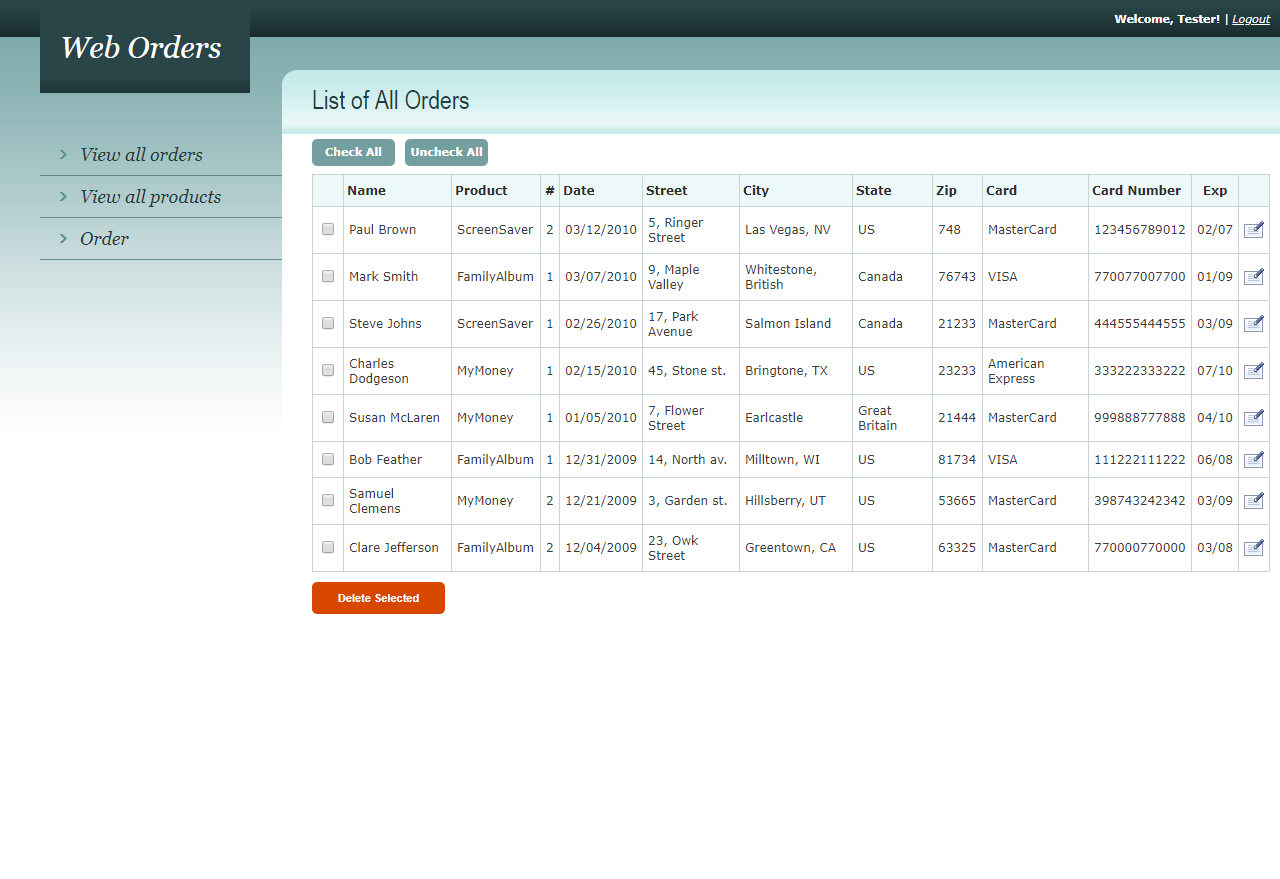 Welcome, Tester! | Logout
Web Orders
List of All Orders
View all orders
View all products
Order
Check All Uncheck All
Name Product # Date Street City State Zip Card Card Number Exp
Paul Brown ScreenSaver 2 03/12/2010 5, Ringer Street Las Vegas, NV US 748 MasterCard 123456789012 02/07
Mark Smith FamilyAlbum 1 03/07/2010 9, Maple Valley Whitestone, British Canada 76743 VISA 770077007700 01/09
Steve Johns ScreenSaver 1 02/26/2010 17, Park Avenue Salmon Island Canada 21233 MasterCard 444555444555 03/09
Charles Dodgeson MyMoney 1 02/15/2010 45, Stone st. Bringtone, TX US 23233 American Express 333222333222 07/10
Susan McLaren MyMoney 1 01/05/2010 7, Flower Street Earlcastle Great Britain 21444 MasterCard 999888777888 04/10
Bob Feather FamilyAlbum 1 12/31/2009 14, North av. Milltown, WI US 81734 VISA 111222111222 06/08
Samuel Clemens MyMoney 2 12/21/2009 3, Garden st. Hillsberry, UT US 53665 MasterCard 398743242342 03/09
Clare Jefferson FamilyAlbum 2 12/04/2009 23, Owk Street Greentown, CA US 63325 MasterCard 770000770000 03/08
Delete Selected